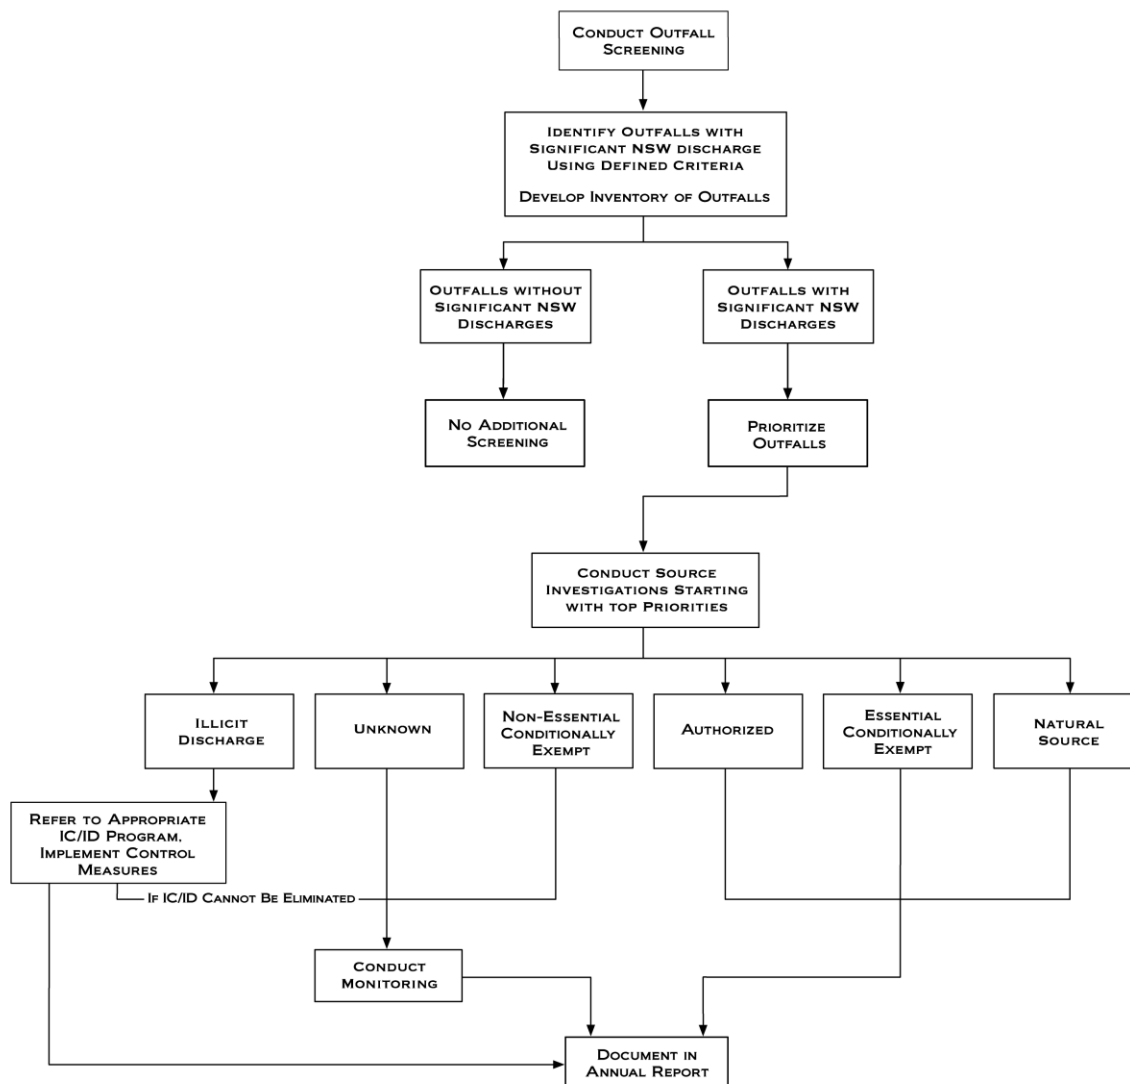 CONDUCT OUTFALL
SCREENING
IDENTIFY OUTFALLS WITH
SIGNIFICANT NSW DISCHARGE
USING DEFINED CRITERIA
DEVELOP INVENTORY OF OUTFALLS
OUTFALLS WITHOUT
SIGNIFICANT NSW
DISCHARGES
OUTFALLS WITH
SIGNIFICANT NSW
DISCHARGES
NO ADDITIONAL
SCREENING
PRIORITIZE
OUTFALLS
CONDUCT SOURCE
INVESTIGATIONS STARTING
WITH TOP PRIORITIES
ILLICIT
DISCHARGE
UNKNOWN
NON-ESSENTIAL
CONDITIONALLY
EXEMPT
AUTHORIZED
ESSENTIAL
CONDITIONALLY
EXEMPT
NATURAL
SOURCE
REFER TO APPROPRIATE
IC/ID PROGRAM.
IMPLEMENT CONTROL
MEASURES
IF IC/ID CANNOT BE ELIMINATED
CONDUCT
MONITORING
DOCUMENT IN
ANNUAL REPORT